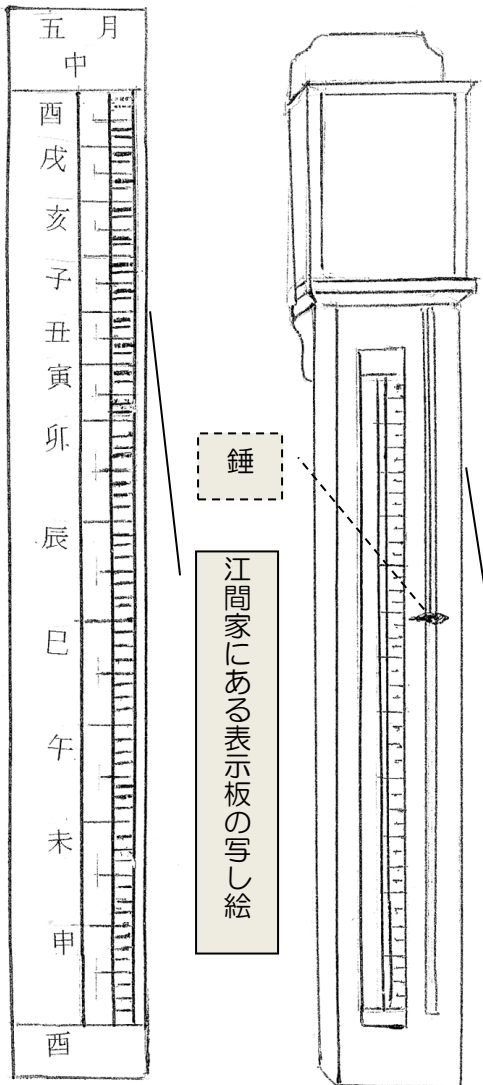 五月
中
酉
戌
亥
子
丑
寅
卯
辰
巳
午
未
申
酉
錘
江間家にある表示板の写し絵